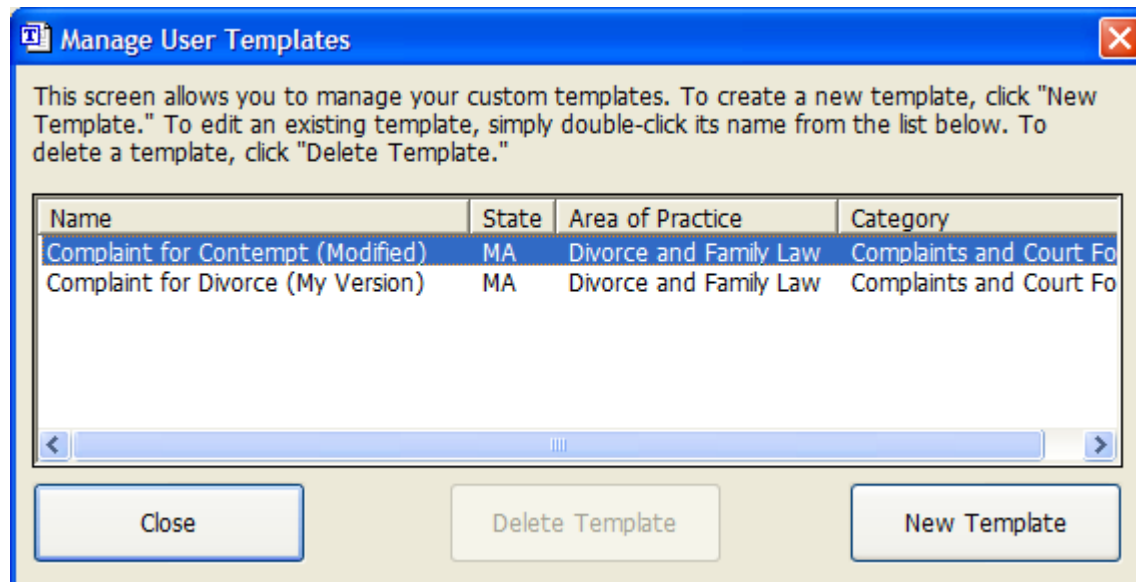 Manage User Templates
This screen allows you to manage your custom templates. To create a new template, click "New
Template." To edit an existing template, simply double-click its name from the list below. To
delete a template, click "Delete Template."
Name State Area of Practice Category
Complaint for Contempt (Modified) MA Divorce and Family Law Complaints and Court Fo
Complaint for Divorce (My Version) MA Divorce and Family Law Complaints and Court Fo
Close Delete Template New Template